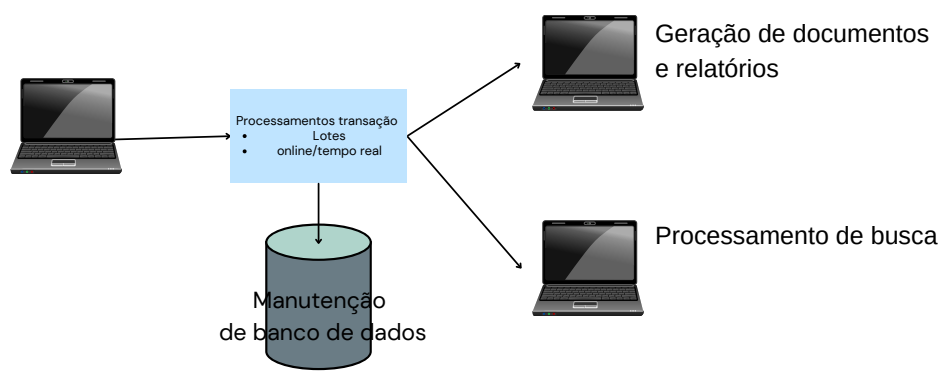 Geração de documentos
e relatórios
Processamentos transação
• Lotes
• online/tempo real
Processamento de busca
Manutenção
de banco de dados